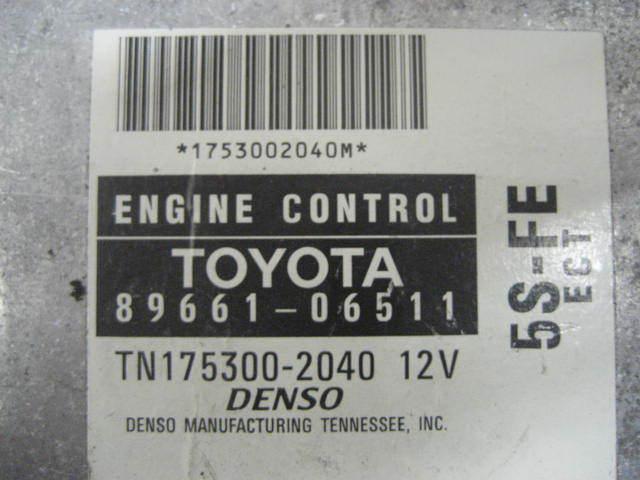 *1753002040M*
ENGINE CONTROL
TOYOTA
89661-06511
TN175300-2040 12V
DENSO
DENSO MANUFACTURING TENNESSEE, INC.
5S-FE
ECT